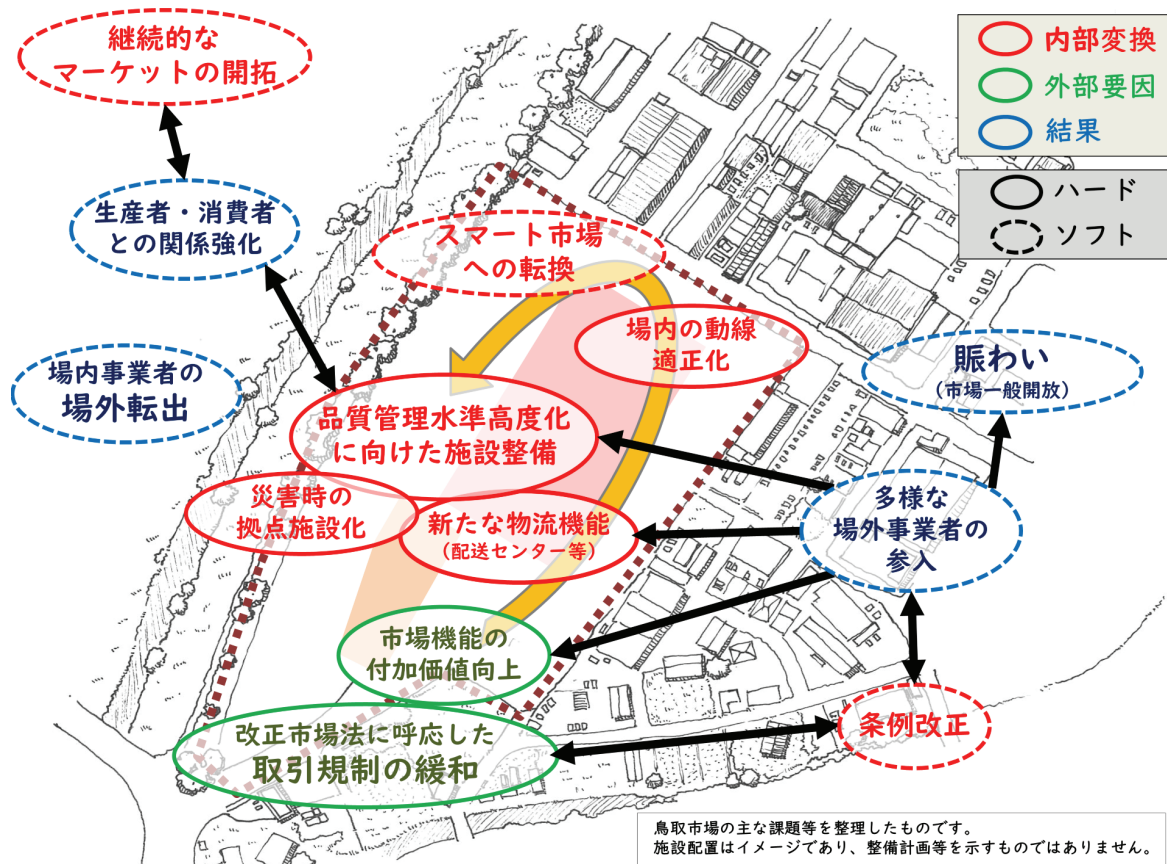 継続的な
マーケットの開拓
内部変換
外部要因
結果
ハード
ソフト
生産者・消費者
との関係強化
スマート市場
への転換
場内の動線
適正化
賑わい
（市場一般開放）
場内事業者の
場外転出
品質管理水準高度化
に向けた施設整備
災害時の
拠点施設化
新たな物流機能
（配送センター等）
多様な
場外事業者の
参入
市場機能の
付加価値向上
改正市場法に呼応した
取引規制の緩和
条例改正
鳥取市場の主な課題等を整理したものです。
施設配置はイメージであり、整備計画等を示すものではありません。